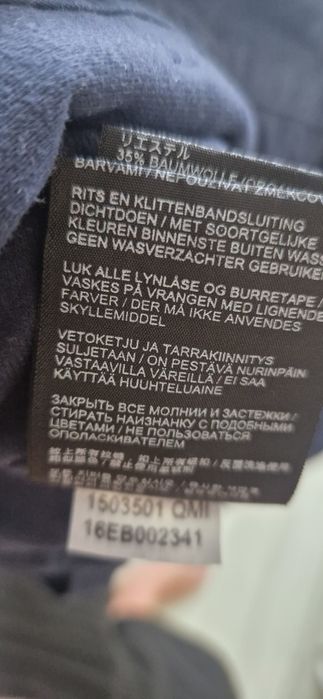 リエステル
35% BAUMWOLLE
BARVAMI / NEPOUŽÍVAT
RITS EN KLITTENBANDSLUITING
DICHTDOEN / MET SOORTGELIJKE
KLEUREN BINNENSTE BUITEN WASS
GEEN WASVERZACHTER GEBRUIKE
LUK ALLE LYNLÅSE OG BURRETAPE /
VASKES PÅ VRANGEN MED LIGNENDE
FARVER / DER MÅ IKKE ANVENDES
SKYLLEMIDDEL
VETOKETJU JA TARRAKIINNITYS
SULJETAAN / ON PESTÄVÄ NURINPÄIN
VASTAAVILLA VÄREILLÄ / EI SAA
KÄYTTÄÄ HUUHTELUAINE
ЗАКРЫТЬ ВСЕ МОЛНИИ И ЗАСТЕЖКИ /
СТИРАТЬ НАИЗНАНКУ С ПОДОБНЫМИ
ЦВЕТАМИ / НЕ ПОЛЬЗОВАТЬСЯ
ОПОЛАСКИВАТЕЛЕМ
1503501 QMI
16EB002341